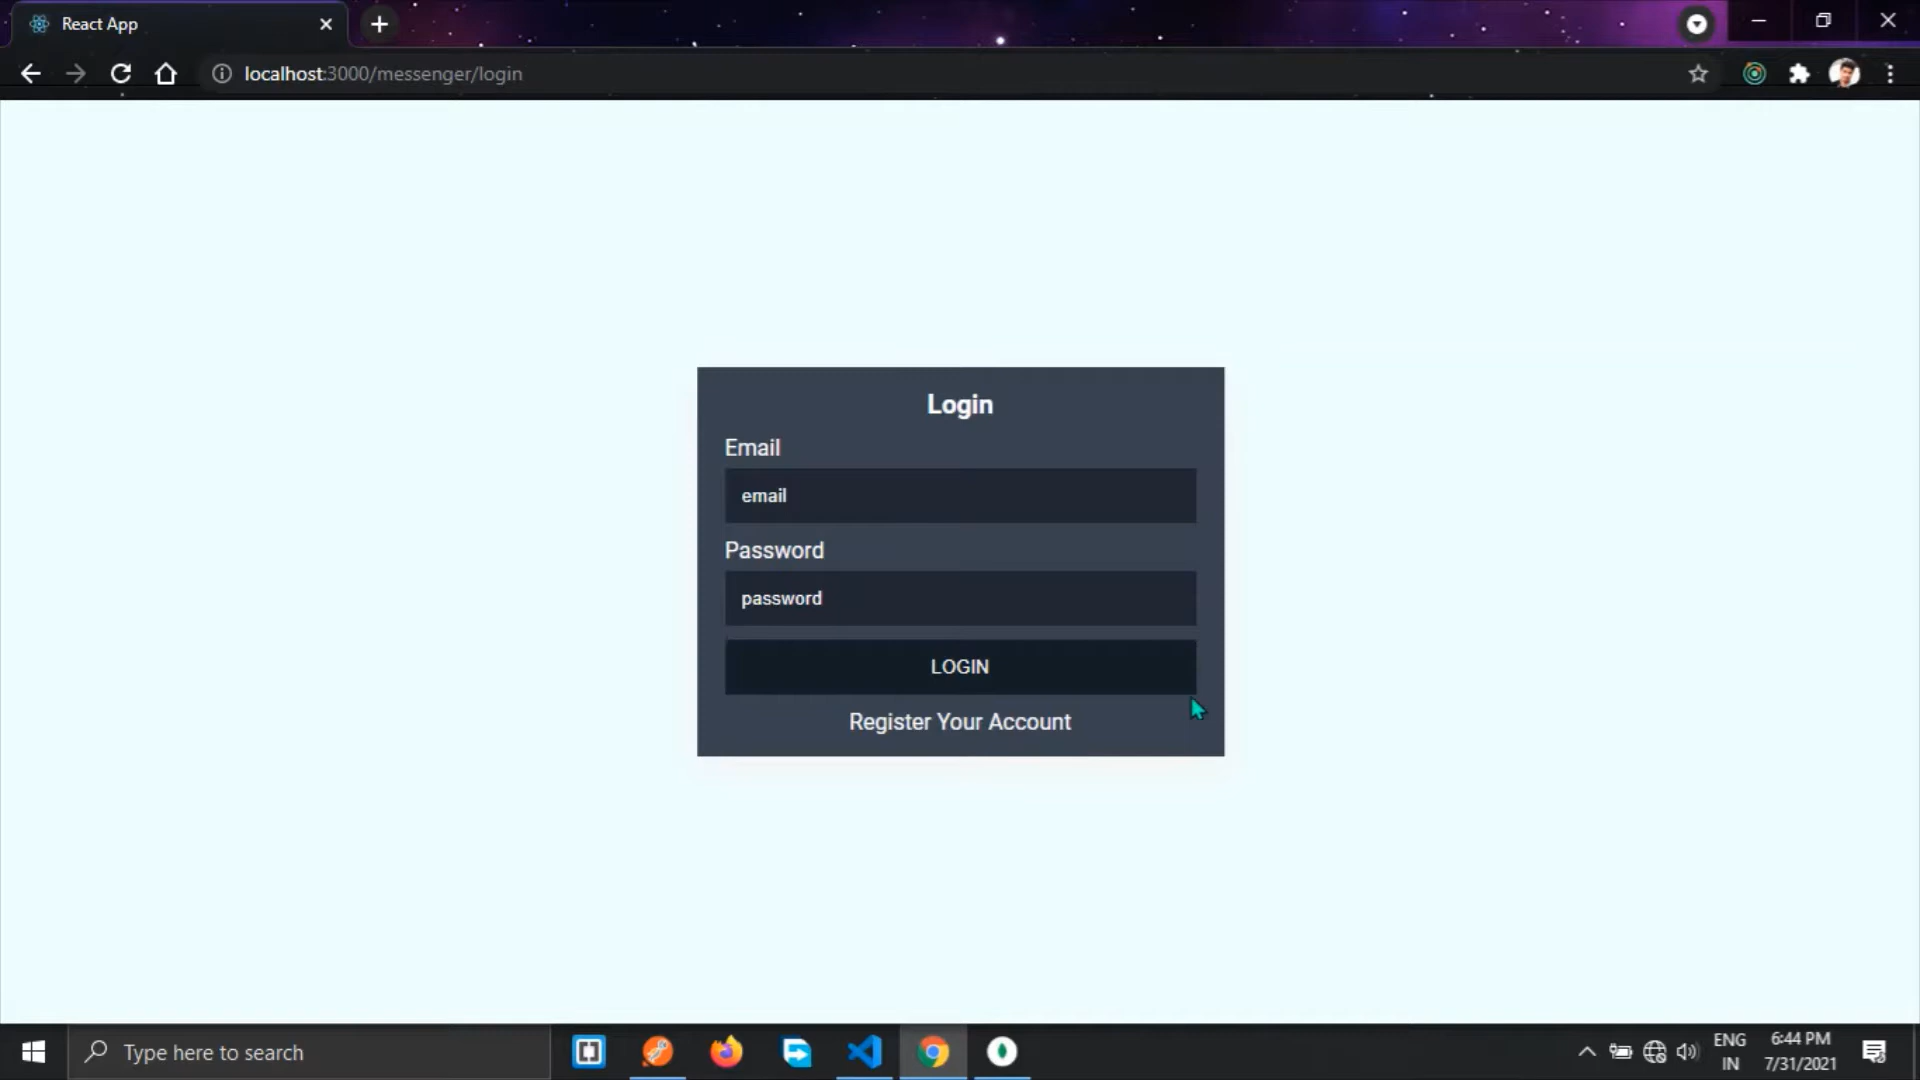 React App
localhost:3000/messenger/login
Login
Email
email
Password
password
LOGIN
Register Your Account
Type here to search
ENG
IN
6:44 PM
7/31/2021